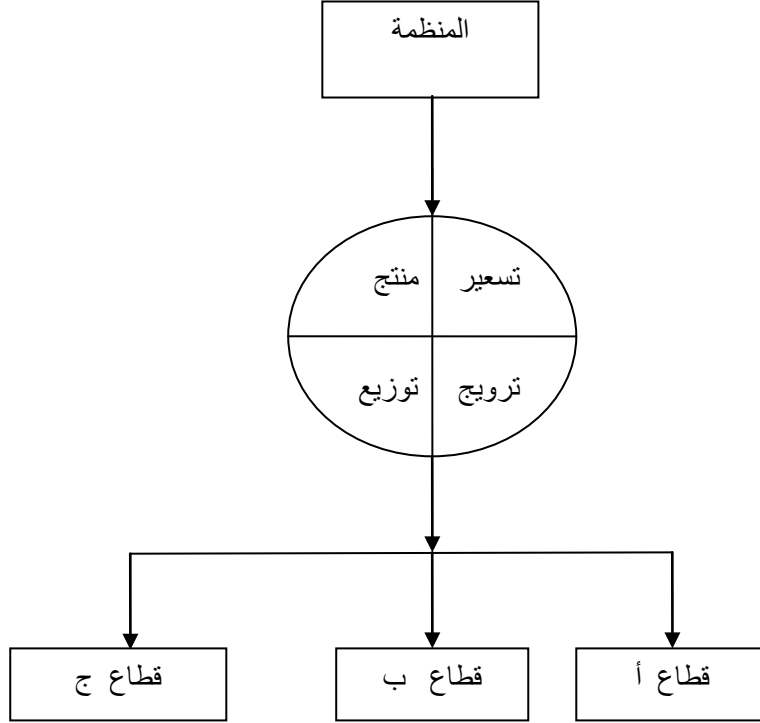 المنظمة
تسعير
منتج
ترويج
توزيع
قطاع أ
قطاع ب
قطاع ج